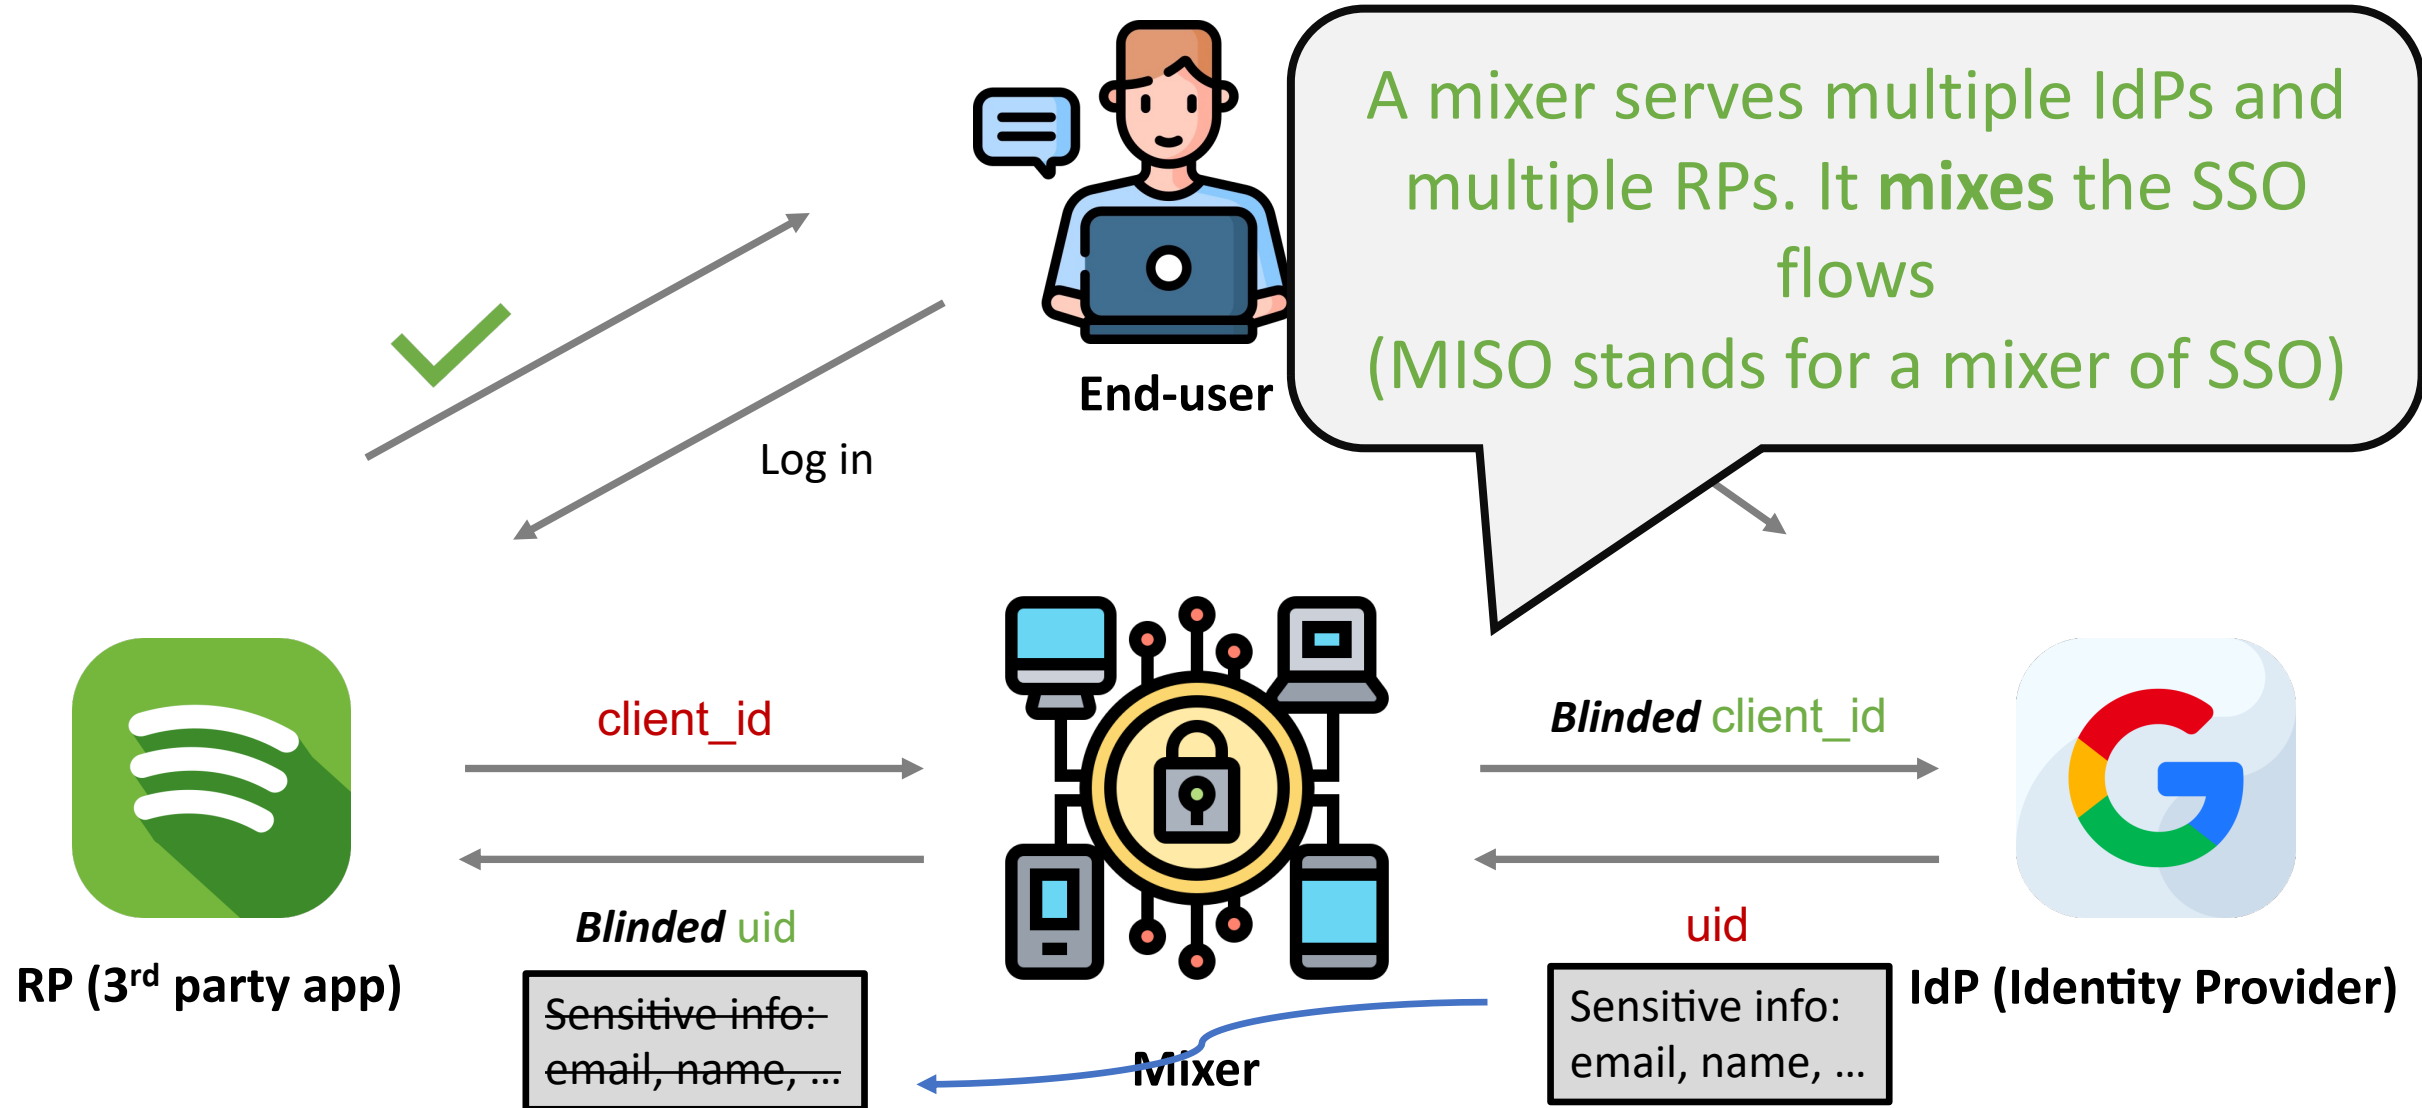 A mixer serves multiple IdPs and
multiple RPs. It mixes the SSO
flows
(MISO stands for a mixer of SSO)
End-user
Log in
client_id
Blinded client_id
Blinded uid
uid
RP (3rd party app)
Sensitive info:
email, name, ...
Mixer
Sensitive info:
email, name, ...
IdP (Identity Provider)